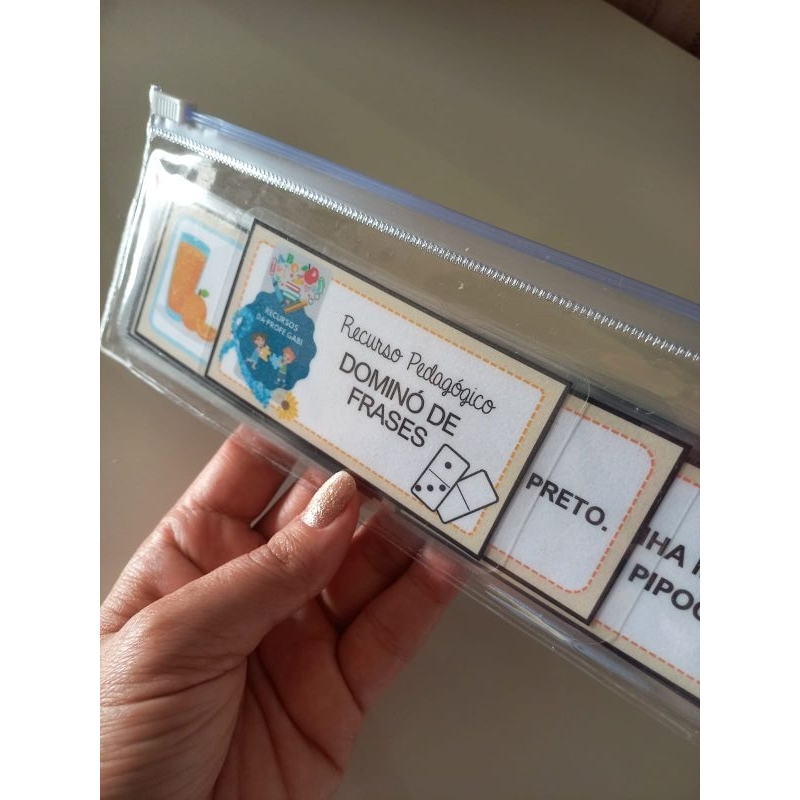 RECURSOS
DA PROFE GABI
Recurso Pedagógico
DOMINÓ DE
FRASES
PRETO.